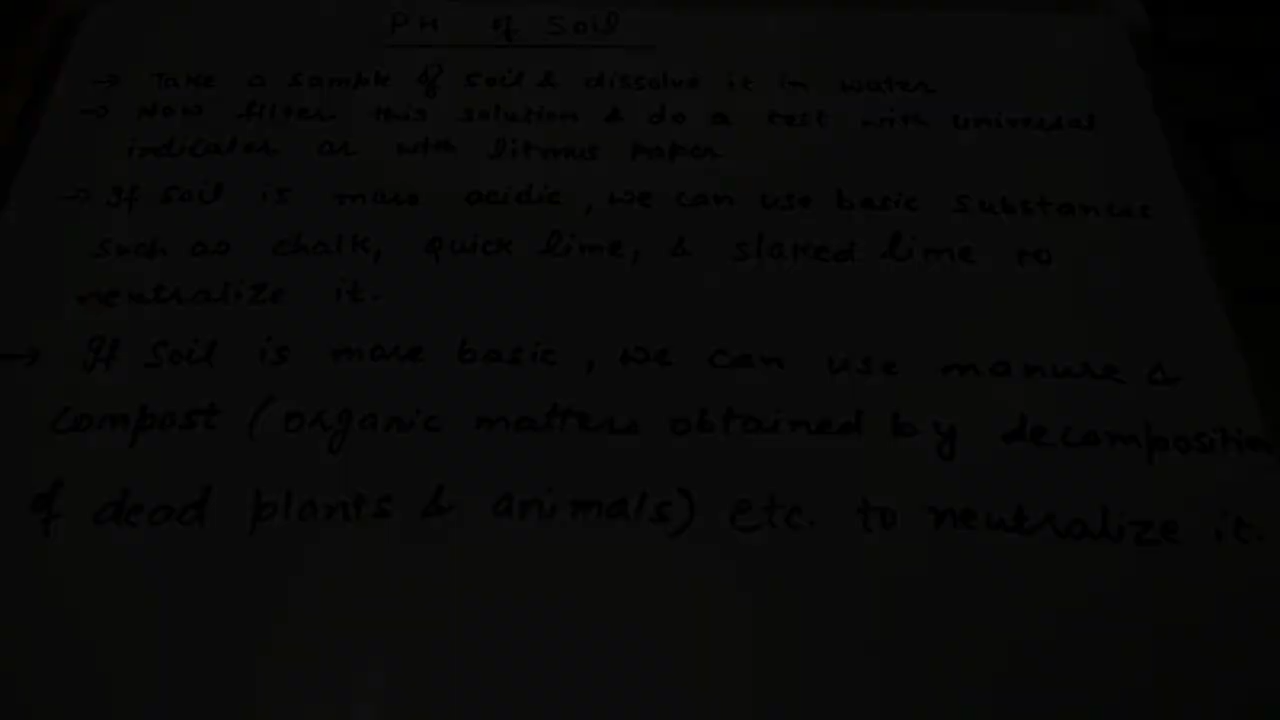 PH of Soil
→ Take a sample of soil & dissolve it in water
→ Now filter this solution & do a test with universal
indicator or with litmus paper
→ If soil is more acidic, we can use basic substances
such as chalk, quick lime, & slaked lime to
neutralize it.
→ If soil is more basic, we can use manure &
compost (organic matters obtained by decomposition
of dead plants & animals) etc. to neutralize it.